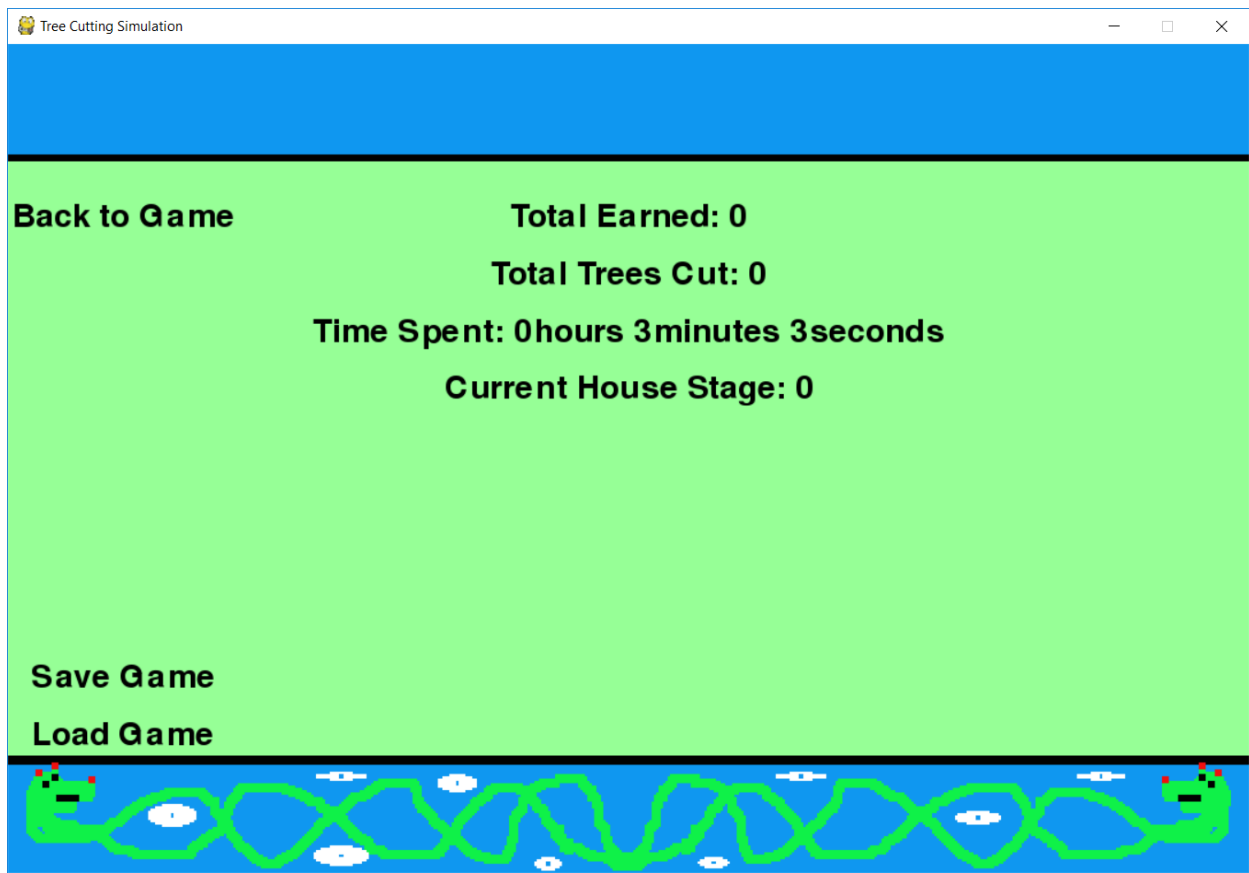 Tree Cutting Simulation
Back to Game
Total Earned: 0
Total Trees Cut: 0
Time Spent: 0hours 3minutes 3seconds
Current House Stage: 0
Save Game
Load Game